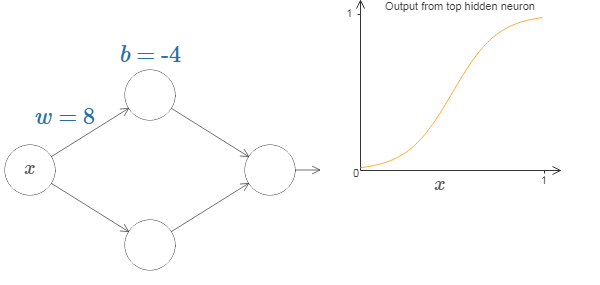 b = -4
w = 8
x
Output from top hidden neuron
1
0
1
x